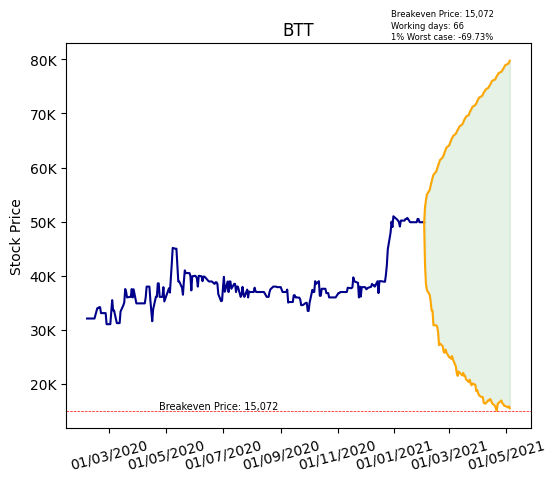 Breakeven Price: 15,072
Working days: 66
1% Worst case: -69.73%
BTT
Stock Price
80K
70K
60K
50K
40K
30K
20K
Breakeven Price: 15,072
01/03/2020
01/05/2020
01/07/2020
01/09/2020
01/11/2020
01/01/2021
01/03/2021
01/05/2021